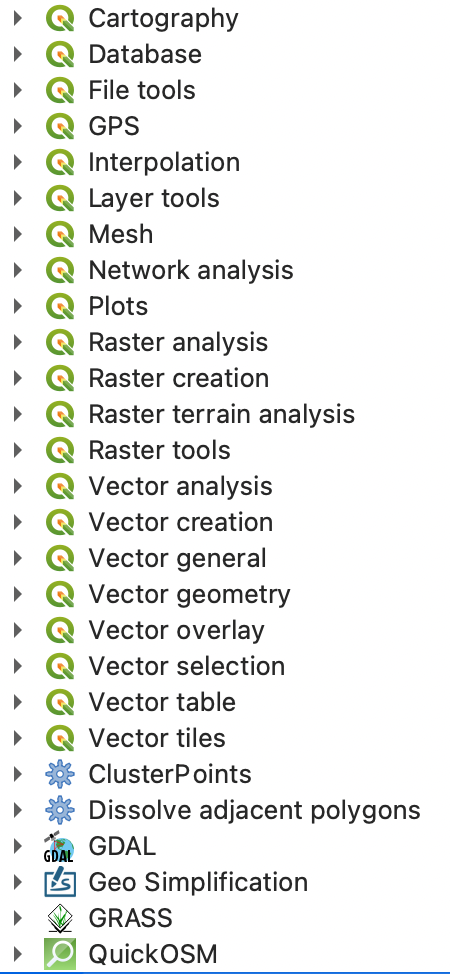 Cartography
Database
File tools
GPS
Interpolation
Layer tools
Mesh
Network analysis
Plots
Raster analysis
Raster creation
Raster terrain analysis
Raster tools
Vector analysis
Vector creation
Vector general
Vector geometry
Vector overlay
Vector selection
Vector table
Vector tiles
ClusterPoints
Dissolve adjacent polygons
GDAL GDAL
Geo Simplification
GRASS
QuickOSM